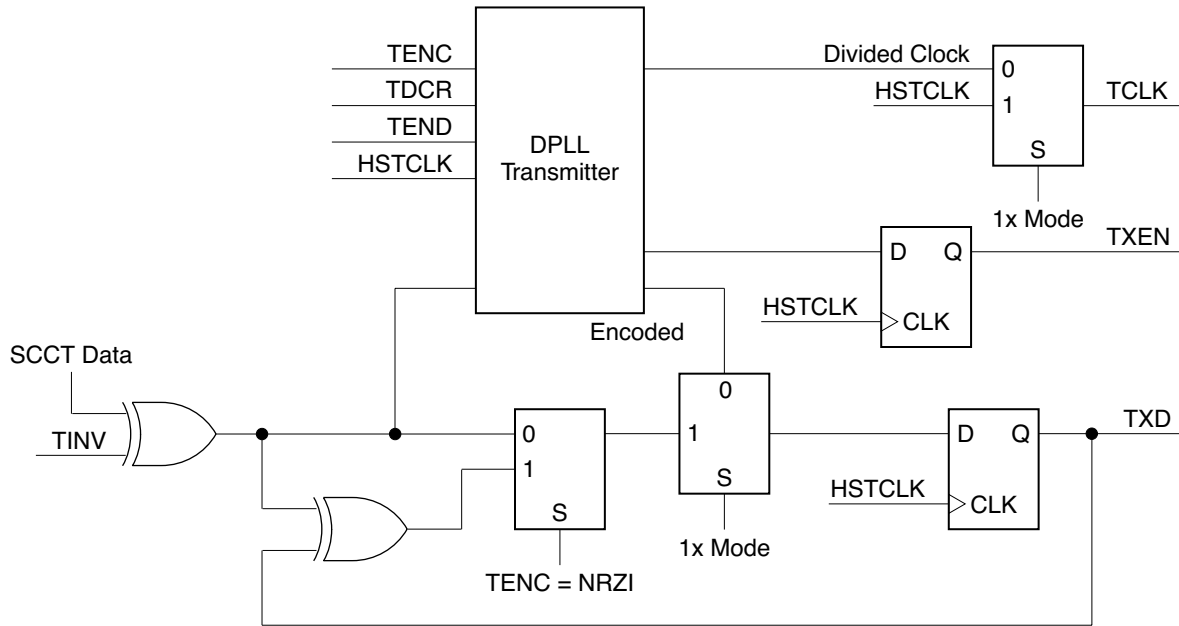 TENC
TDCR
TEND
HSTCLK
DPLL
Transmitter
Divided Clock
HSTCLK
0
1
S
TCLK
1x Mode
TXEN
D Q
HSTCLK
CLK
Encoded
SCCT Data
TINV
0
1
S
TENC = NRZI
0
1
S
1x Mode
D Q
HSTCLK
CLK
TXD